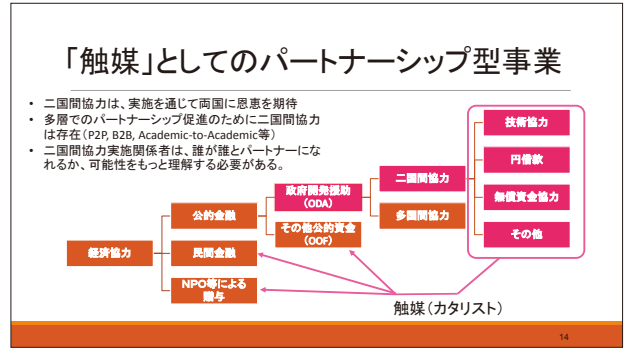 「触媒」としてのパートナーシップ型事業
• 二国間協力は、実施を通じて両国に恩恵を期待
• 多層でのパートナーシップ促進のために二国間協力
は存在（P2P, B2B, Academic-to-Academic等）
• 二国間協力実施関係者は、誰が誰とパートナーにな
れるか、可能性をもっと理解する必要がある。
経済協力
公的金融
民間金融
NPO等による
贈与
政府開発援助
（ODA）
その他公的資金
（OOF）
二国間協力
多国間協力
技術協力
円借款
無償資金協力
その他
触媒（カタリスト）
14